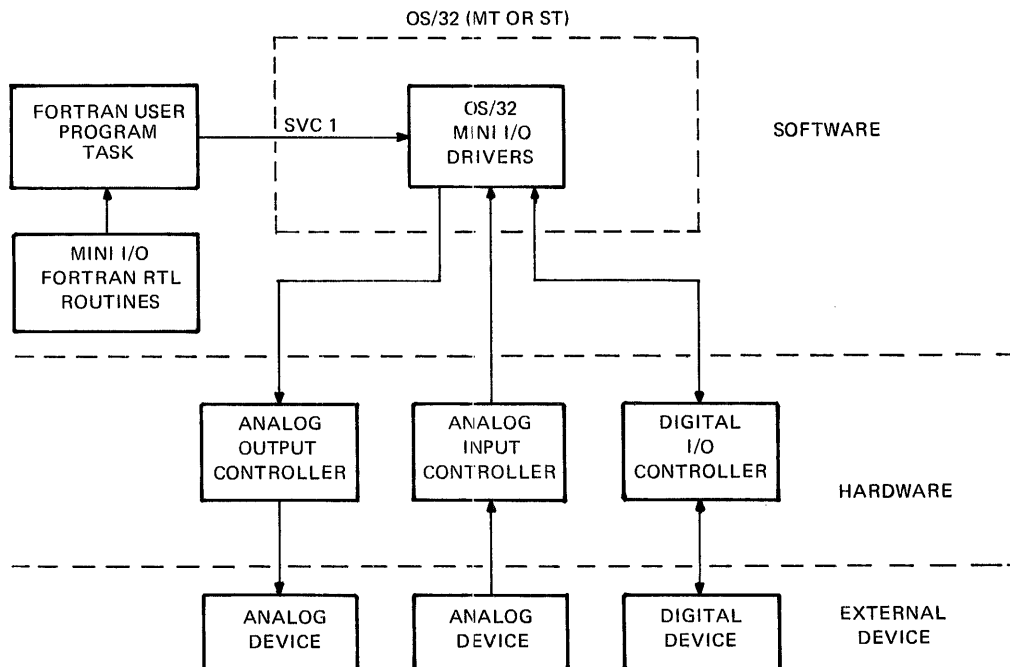 OS/32 (MT OR ST)
FORTRAN USER
PROGRAM
TASK
SVC 1
OS/32
MINI I/O
DRIVERS
SOFTWARE
MINI I/O
FORTRAN RTL
ROUTINES
ANALOG
OUTPUT
CONTROLLER
ANALOG
INPUT
CONTROLLER
DIGITAL
I/O
CONTROLLER
HARDWARE
ANALOG
DEVICE
ANALOG
DEVICE
DIGITAL
DEVICE
EXTERNAL
DEVICE